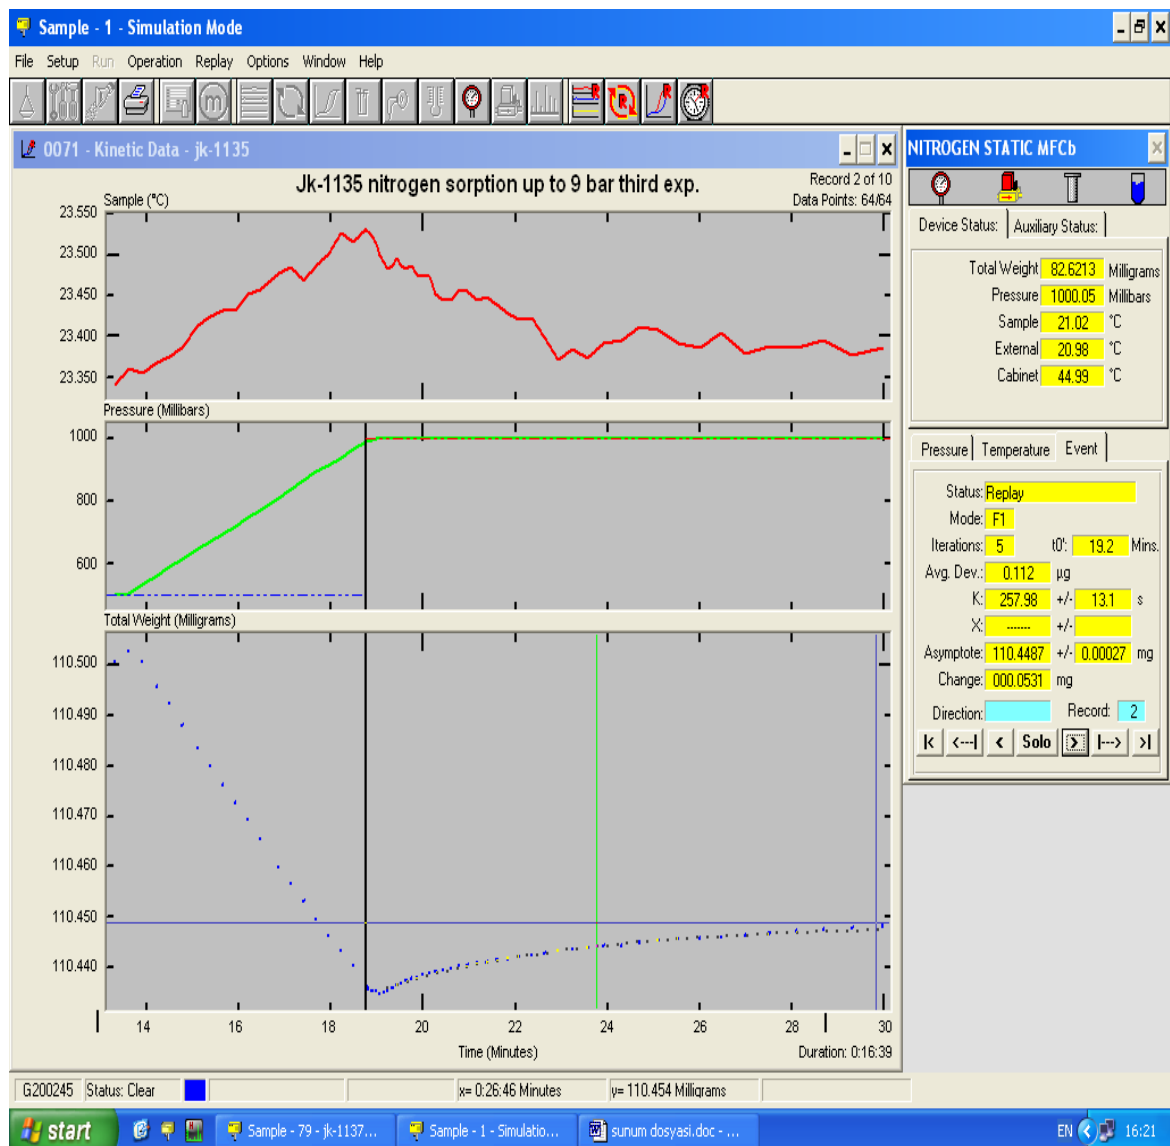 Sample - 1 - Simulation Mode
File Setup Run Operation Replay Options Window Help
0071 - Kinetic Data - jk-1135
Jk-1135 nitrogen sorption up to 9 bar third exp.
Record 2 of 10
Sample (°C)
Data Points: 64/64
23.550
23.500
23.450
23.400
23.350
Pressure (Millibars)
1000
800
600
Total Weight (Milligrams)
110.500
110.490
110.480
110.470
110.460
110.450
110.440
14 16 18 20 22 24 26 28 30
Time (Minutes)
Duration: 0:16:39
NITROGEN STATIC MFCb
Device Status: Auxiliary Status:
Total Weight 82.6213 Milligrams
Pressure 1000.05 Millibars
Sample 21.02 °C
External 20.98 °C
Cabinet 44.99 °C
Pressure Temperature Event
Status: Replay
Mode: F1
Iterations: 5 t0': 19.2 Mins.
Avg. Dev.: 0.112 µg
K: 257.98 +/- 13.1 s
X: ------- +/-
Asymptote: 110.4487 +/- 0.00027 mg
Change: 000.0531 mg
Direction: Record: 2
|< <---| < Solo > |---> >|
G200245 Status: Clear x= 0:26:46 Minutes y= 110.454 Milligrams
start Sample - 79 - jk-1137... Sample - 1 - Simulatio... sunum dosyasi.doc - ... EN 16:21